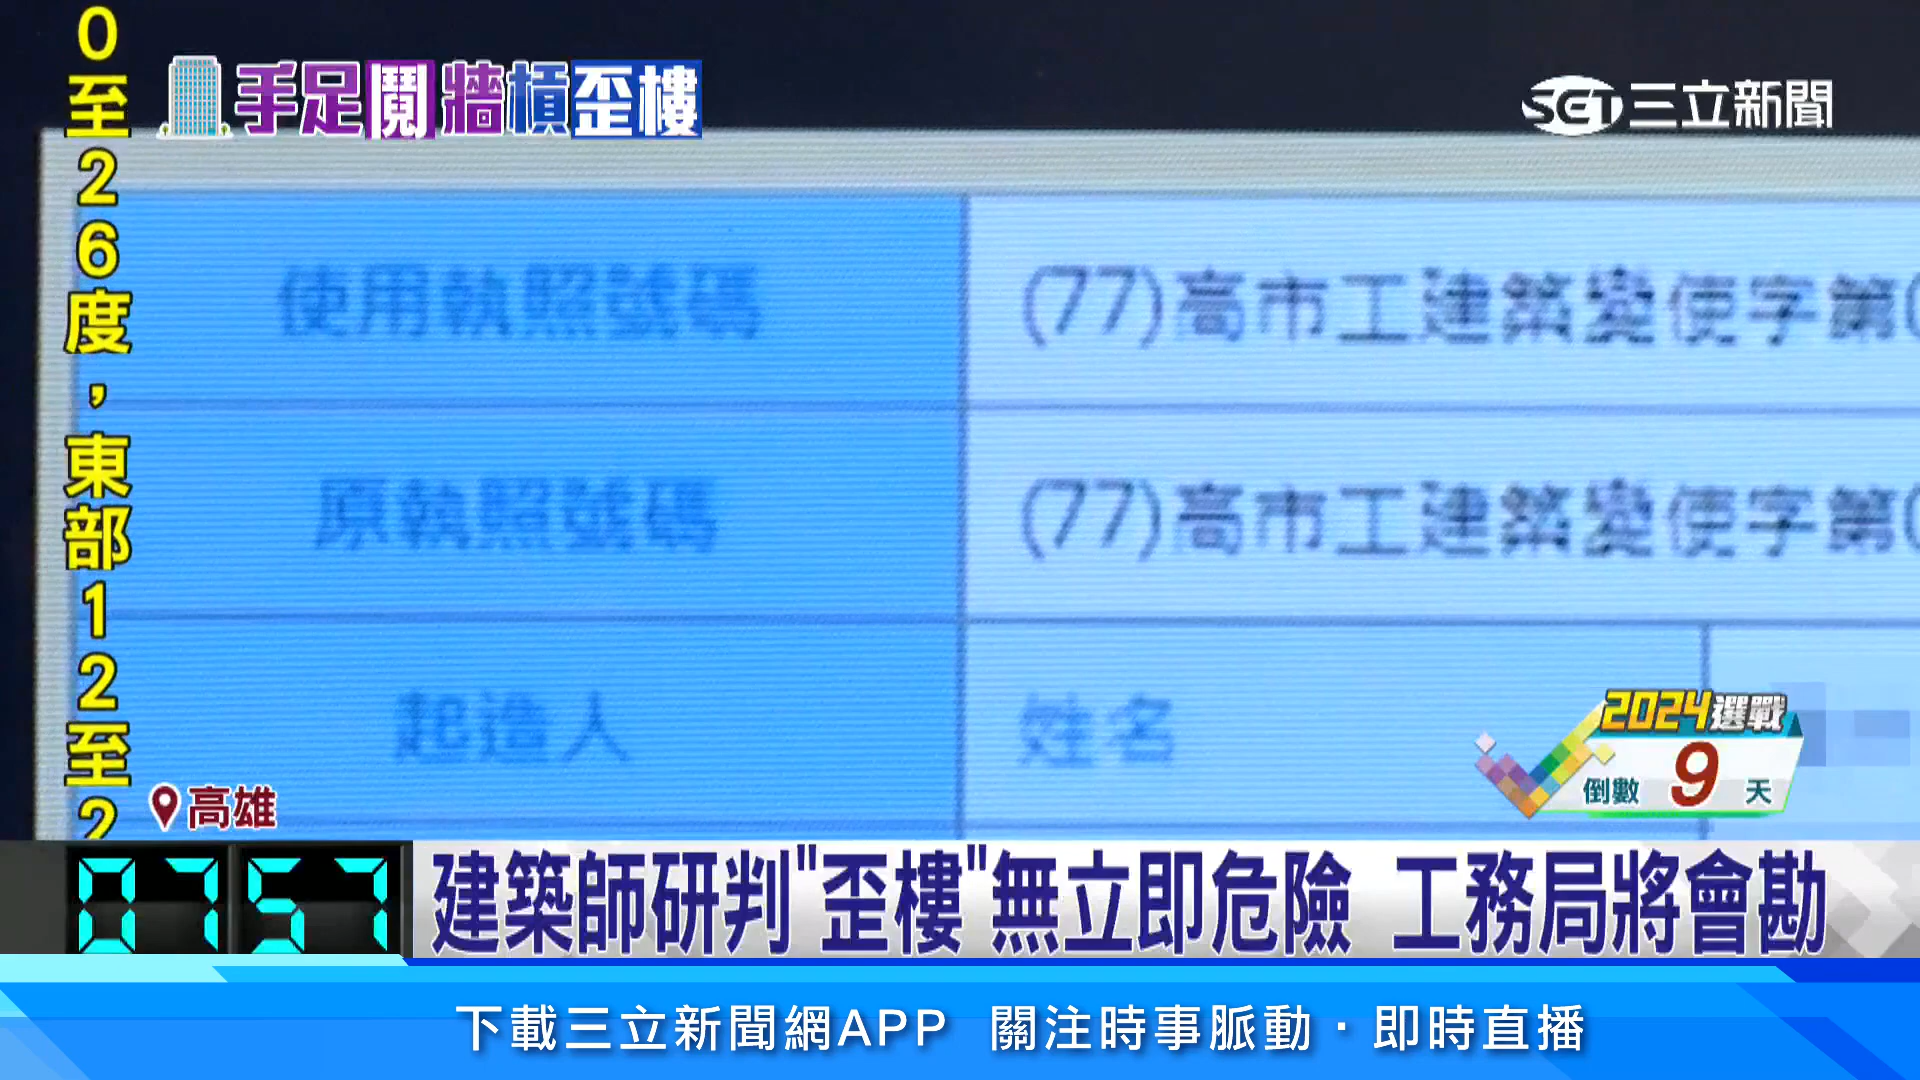 0至26度，東部12至2
手足鬩牆槓歪樓
SET三立新聞
使用執照號碼
(77)高市工建築變使字第0
原執照號碼
(77)高市工建築變使字第0
起造人
姓名
2024選戰
倒數9天
高雄
0757
建築師研判"歪樓"無立即危險 工務局將會勘
下載三立新聞網APP 關注時事脈動・即時直播